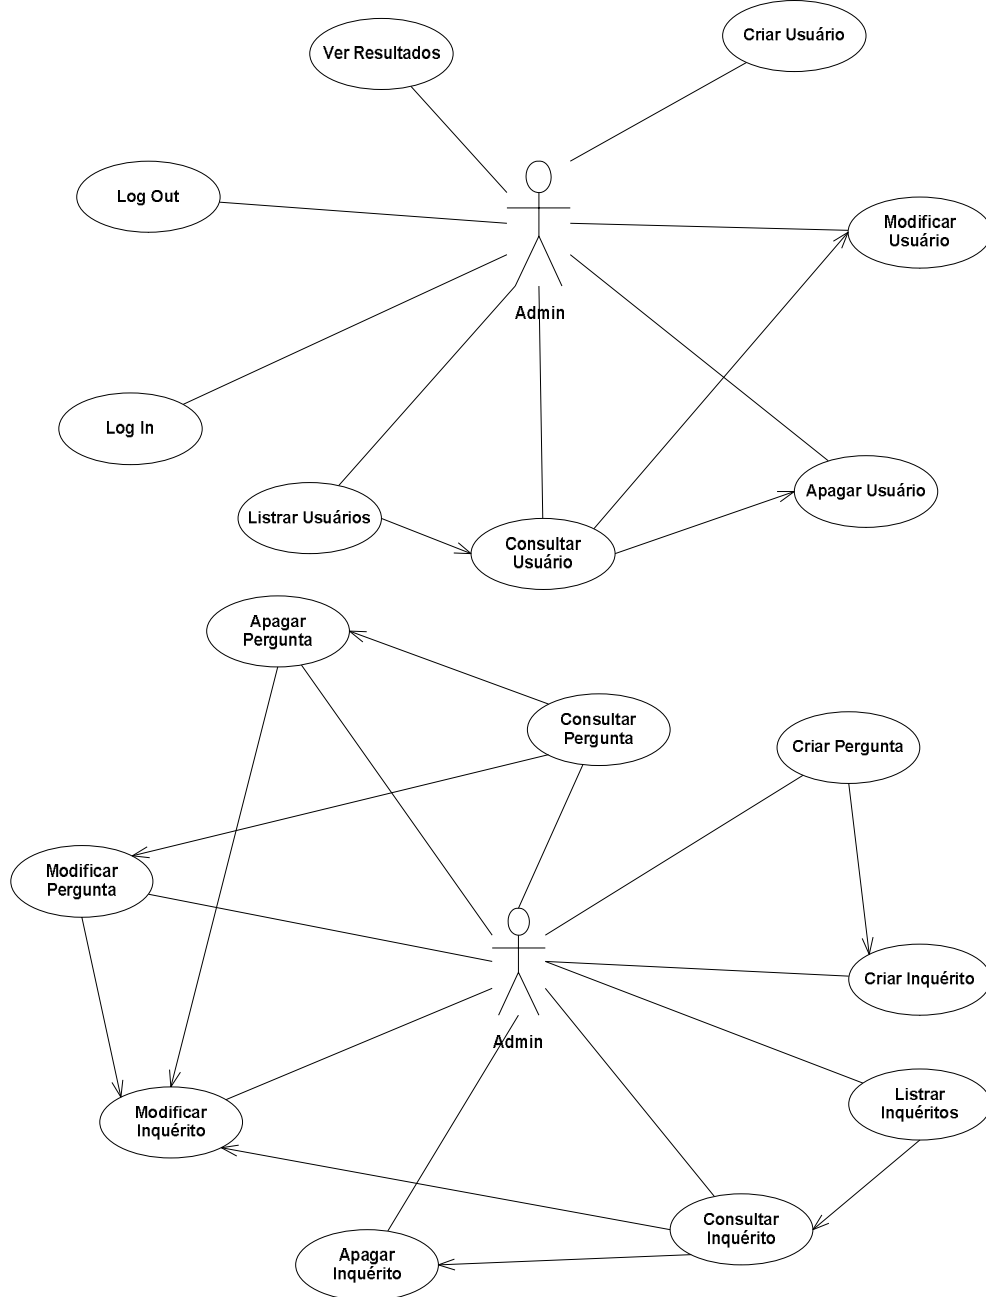 Criar Usuário
Ver Resultados
Log Out
Modificar
Usuário
Admin
Log In
Apagar Usuário
Listrar Usuários
Consultar
Usuário
Apagar
Pergunta
Consultar
Pergunta
Criar Pergunta
Modificar
Pergunta
Criar Inquérito
Admin
Listrar
Inquéritos
Modificar
Inquérito
Consultar
Inquérito
Apagar
Inquérito